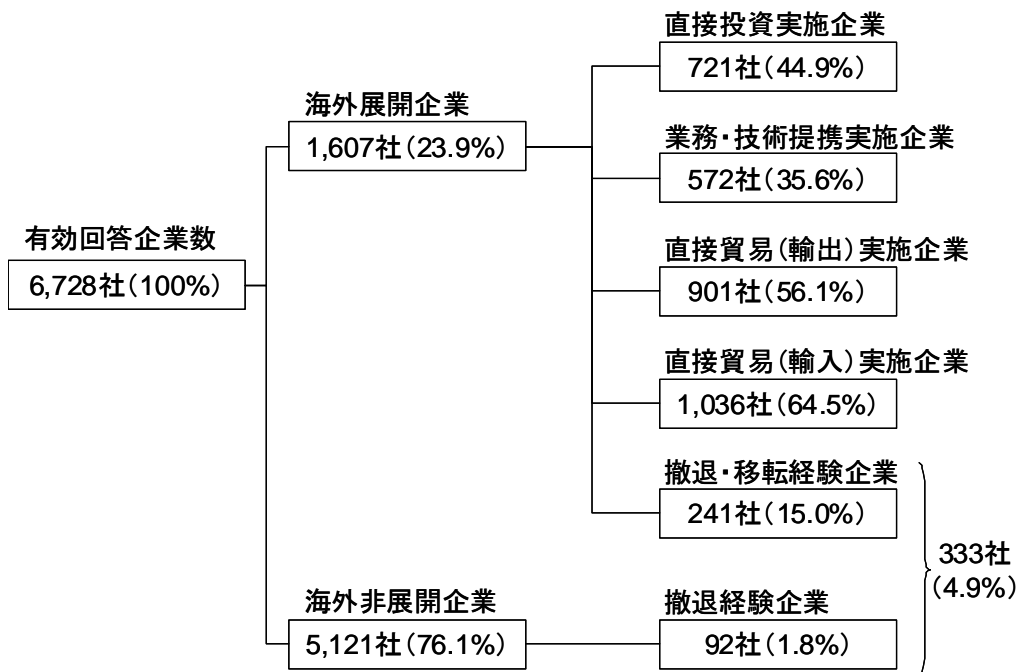 有効回答企業数
6,728社(100%)
海外展開企業
1,607社(23.9%)
直接投資実施企業
721社(44.9%)
業務・技術提携実施企業
572社(35.6%)
直接貿易(輸出)実施企業
901社(56.1%)
直接貿易(輸入)実施企業
1,036社(64.5%)
撤退・移転経験企業
241社(15.0%)
海外非展開企業
5,121社(76.1%)
撤退経験企業
92社(1.8%)
333社
(4.9%)